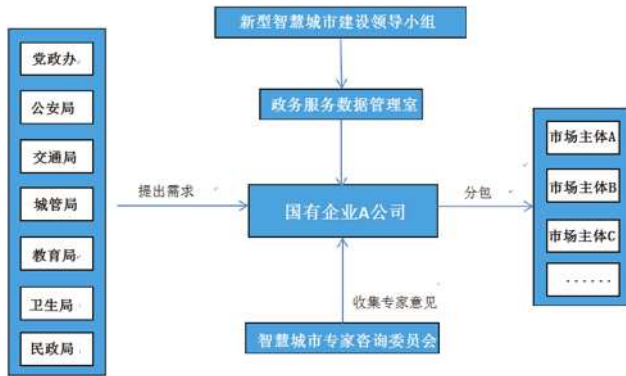 新型智慧城市建设领导小组
政务服务数据管理室
党政办
公安局
交通局
城管局
教育局
卫生局
民政局
提出需求
国有企业A公司
分包
市场主体A
市场主体B
市场主体C
······
收集专家意见
智慧城市专家咨询委员会